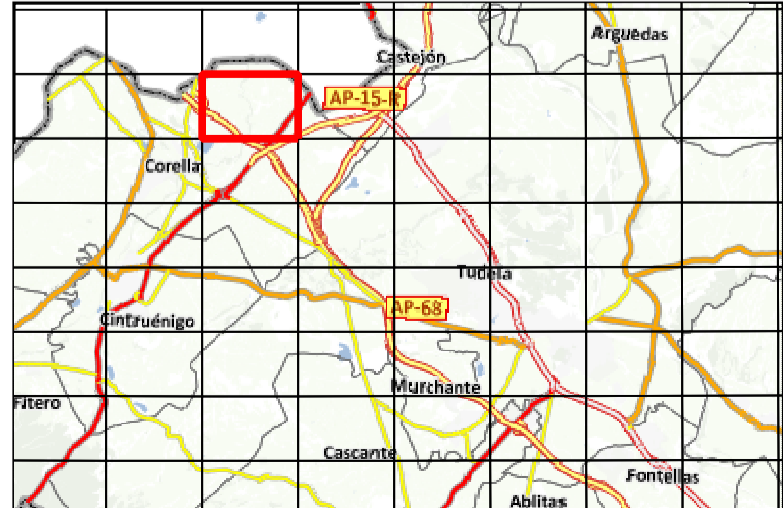 Arguedas
Castejón
AP-15-R
Corella
Tudela
AP-68
Cintruénigo
Murchante
Fitero
Cascante
Fontellas
Ablitas